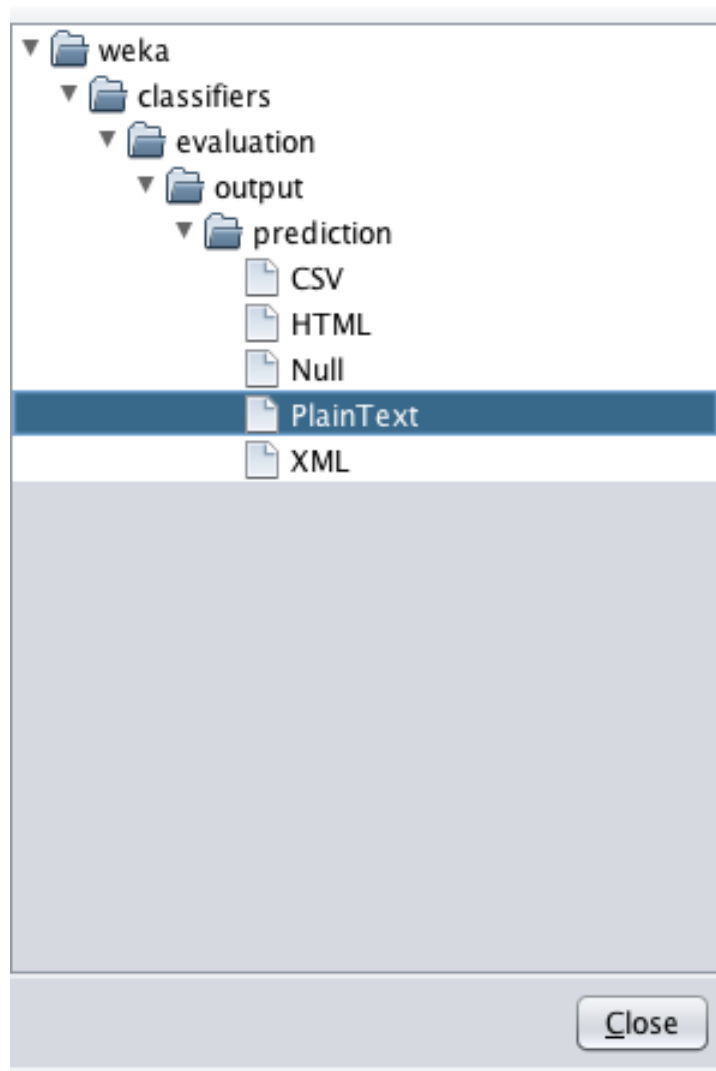 weka
classifiers
evaluation
output
prediction
CSV
HTML
Null
PlainText
XML
Close